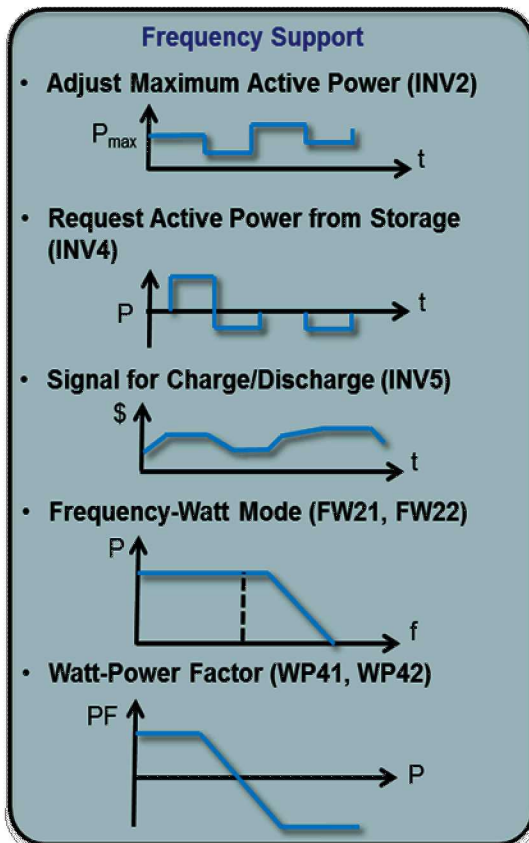 Frequency Support
• Adjust Maximum Active Power (INV2)
Pmax
t
• Request Active Power from Storage
(INV4)
P
t
• Signal for Charge/Discharge (INV5)
$
t
• Frequency-Watt Mode (FW21, FW22)
P
f
• Watt-Power Factor (WP41, WP42)
PF
P